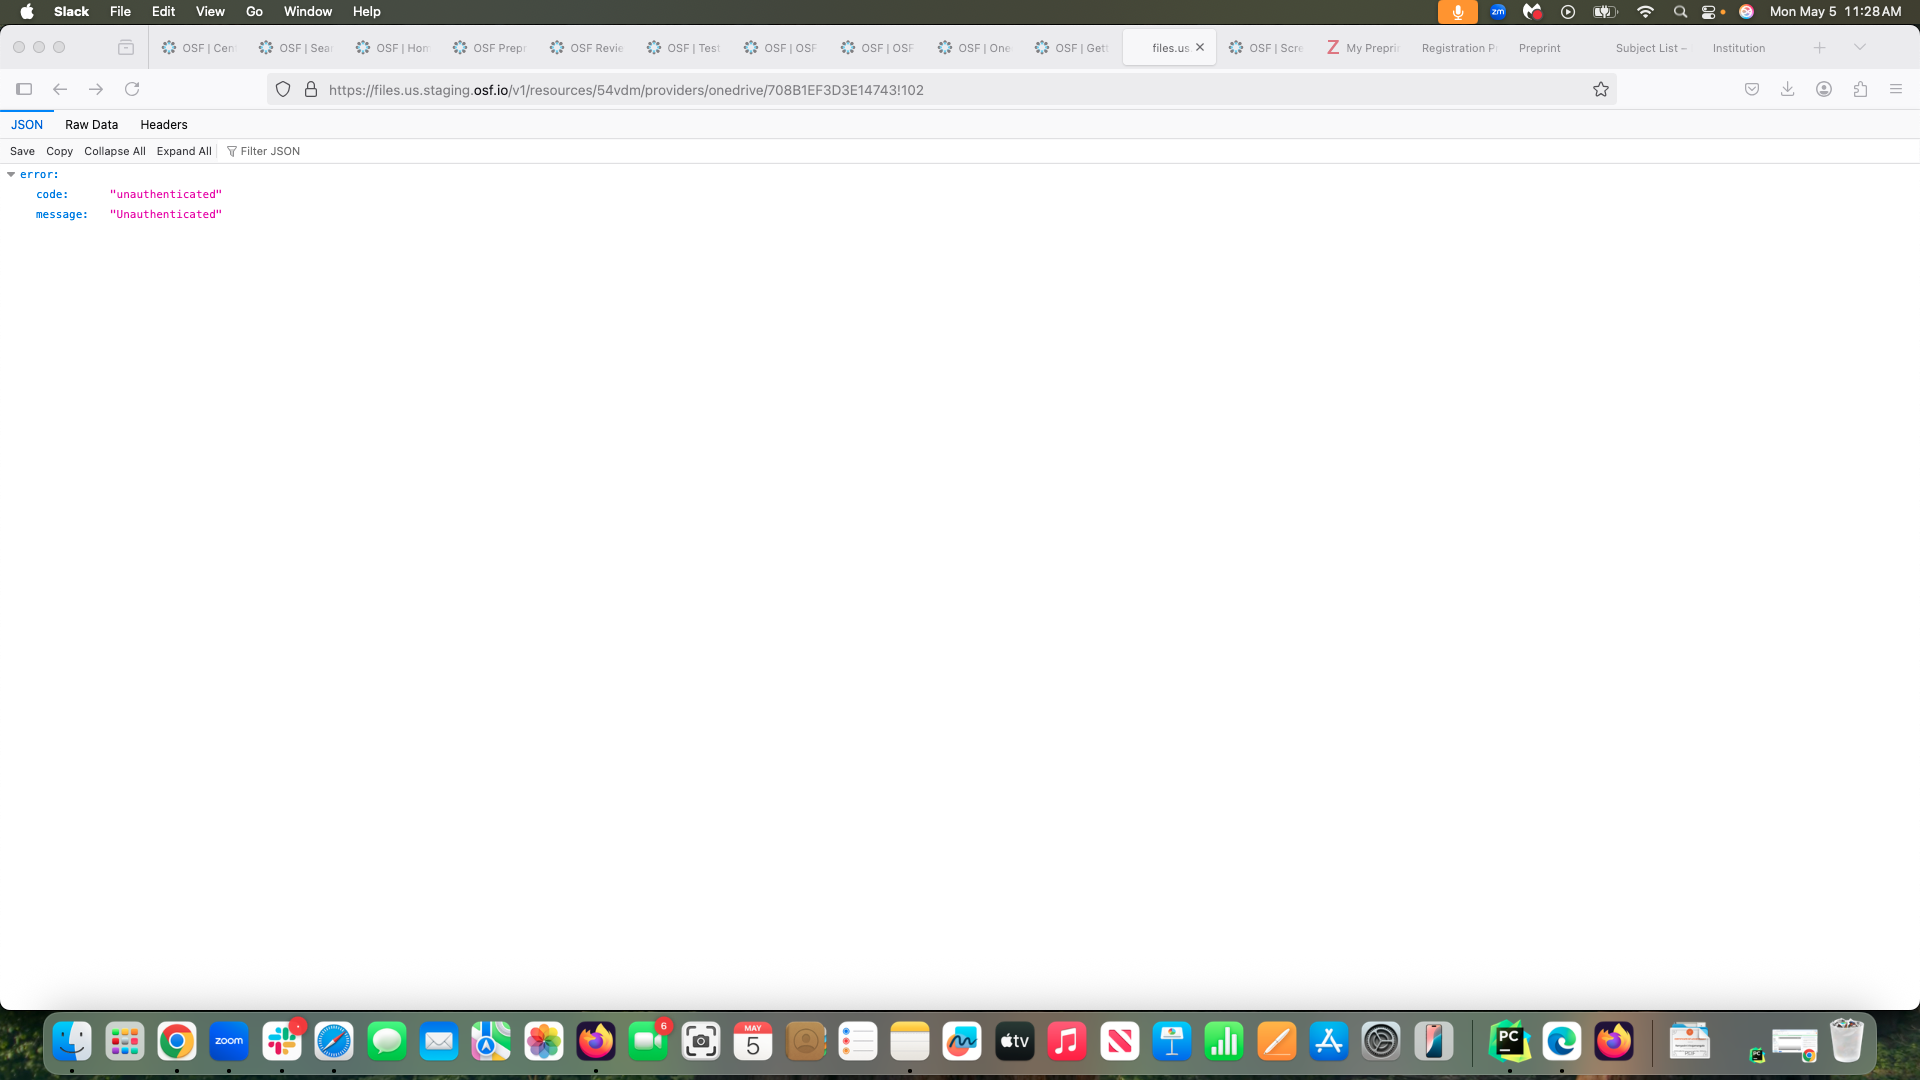 Slack File Edit View Go Window Help
zm
Mon May 5 11:28 AM
OSF | Cen
OSF | Sear
OSF | Hom
OSF Prepr
OSF Revie
OSF | Test
OSF | OSF
OSF | OSF
OSF | One
OSF | Gett
files.us
OSF | Scre
My Preprin
Registration P
Preprint
Subject List –
Institution
https://files.us.staging.osf.io/v1/resources/54vdm/providers/onedrive/708B1EF3D3E14743!102
JSON Raw Data Headers
Save Copy Collapse All Expand All Filter JSON
error:
code: "unauthenticated"
message: "Unauthenticated"
zoom
6
MAY
5
tv
PC